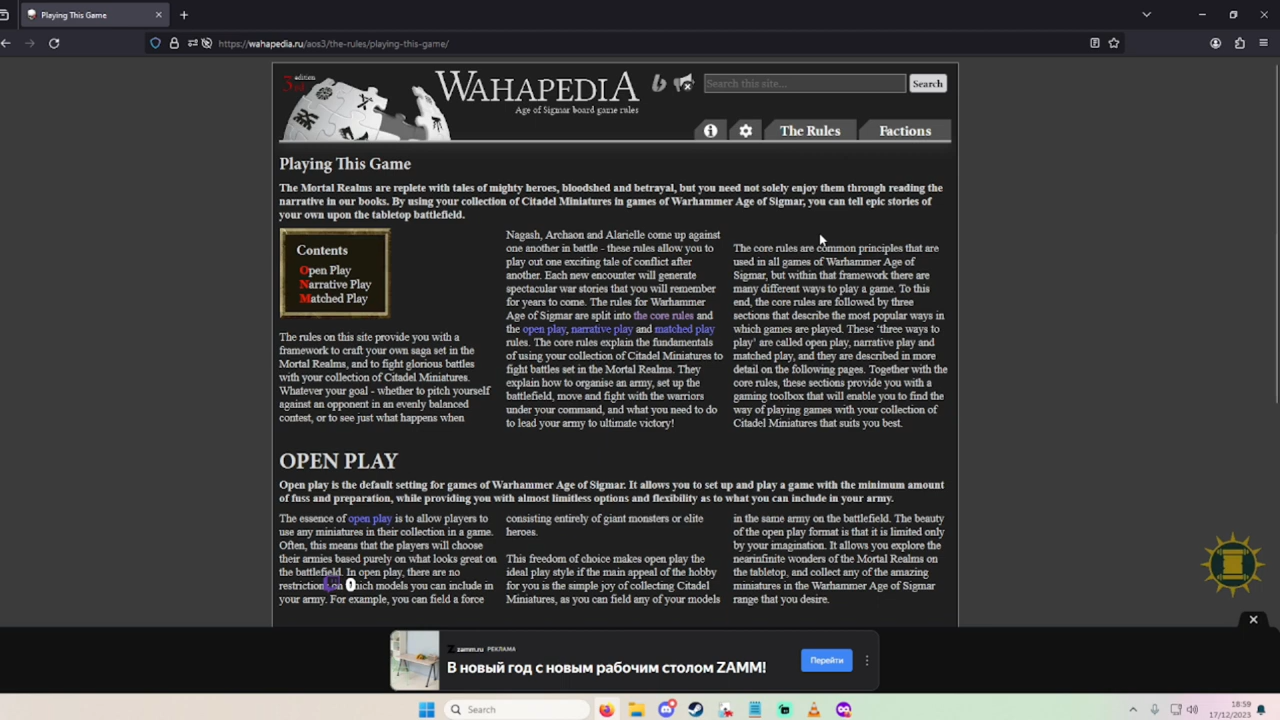 Playing This Game
https://wahapedia.ru/aos3/the-rules/playing-this-game/
3rd edition
WAHAPEDIA
Age of Sigmar board game rules
Search this site...
Search
The Rules
Factions
Playing This Game
The Mortal Realms are replete with tales of mighty heroes, bloodshed and betrayal, but you need not solely enjoy them through reading the
narrative in our books. By using your collection of Citadel Miniatures in games of Warhammer Age of Sigmar, you can tell epic stories of
your own upon the tabletop battlefield.
Contents
Open Play
Narrative Play
Matched Play
The rules on this site provide you with a
framework to craft your own saga set in the
Mortal Realms, and to fight glorious battles
with your collection of Citadel Miniatures.
Whatever your goal - whether to pitch yourself
against an opponent in an evenly balanced
contest, or to see just what happens when
Nagash, Archaon and Alarielle come up against
one another in battle - these rules allow you to
play out one exciting tale of conflict after
another. Each new encounter will generate
spectacular war stories that you will remember
for years to come. The rules for Warhammer
Age of Sigmar are split into the core rules and
the open play, narrative play and matched play
rules. The core rules explain the fundamentals
of using your collection of Citadel Miniatures to
fight battles set in the Mortal Realms. They
explain how to organise an army, set up the
battlefield, move and fight with the warriors
under your command, and what you need to do
to lead your army to ultimate victory!
The core rules are common principles that are
used in all games of Warhammer Age of
Sigmar, but within that framework there are
many different ways to play a game. To this
end, the core rules are followed by three
sections that describe the most popular ways in
which games are played. These ‘three ways to
play’ are called open play, narrative play and
matched play, and they are described in more
detail on the following pages. Together with the
core rules, these sections provide you with a
gaming toolbox that will enable you to find the
way of playing games with your collection of
Citadel Miniatures that suits you best.
OPEN PLAY
Open play is the default setting for games of Warhammer Age of Sigmar. It allows you to set up and play a game with the minimum amount
of fuss and preparation, while providing you with almost limitless options and flexibility as to what you can include in your army.
The essence of open play is to allow players to
use any miniatures in their collection in a game.
Often, this means that the players will choose
their armies based purely on what looks great on
the battlefield. In open play, there are no
restrictions on which models you can include in
your army. For example, you can field a force
consisting entirely of giant monsters or elite
heroes.
This freedom of choice makes open play the
ideal play style if the main appeal of the hobby
for you is the simple joy of collecting Citadel
Miniatures, as you can field any of your models
in the same army on the battlefield. The beauty
of the open play format is that it is limited only
by your imagination. It allows you explore the
nearinfinite wonders of the Mortal Realms on
the tabletop, and collect any of the amazing
miniatures in the Warhammer Age of Sigmar
range that you desire.
zamm.ru РЕКЛАМА
В новый год с новым рабочим столом ZAMM!
Перейти
Search
18:59
17/12/2023